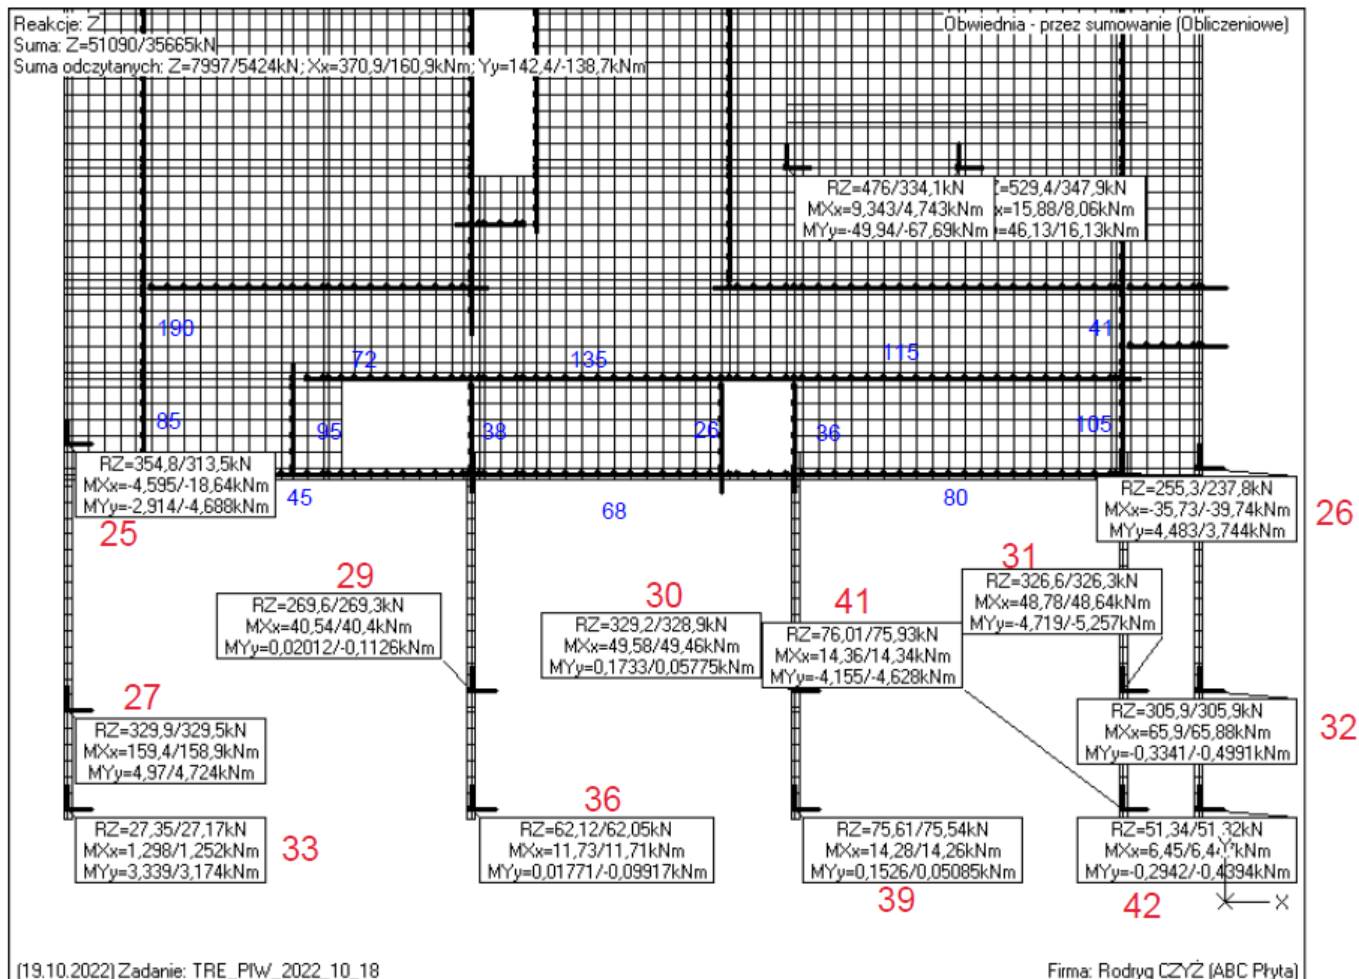 Reakcje: Z
Suma: Z=51090/35665kN
Suma odczytanych: Z=7997/5424kN; Xx=370,9/160,9kNm; Yy=142,4/-138,7kNm
Obwiednia - przez sumowanie (Obliczeniowe)
RZ=476/334,1kN
MXx=9,343/4,743kNm
MYy=-49,94/-67,69kNm
Z=529,4/347,9kN
x=15,88/8,06kNm
=46,13/16,13kNm
190
41
72
135
115
85
95
38
26
36
105
RZ=354,8/313,5kN
MXx=-4,595/-18,64kNm
MYy=-2,914/-4,688kNm
25
45
68
80
RZ=255,3/237,8kN
MXx=-35,73/-39,74kNm
MYy=4,483/3,744kNm
26
29
RZ=269,6/269,3kN
MXx=40,54/40,4kNm
MYy=0,02012/-0,1126kNm
30
RZ=329,2/328,9kN
MXx=49,58/49,46kNm
MYy=0,1733/0,05775kNm
41
RZ=76,01/75,93kN
MXx=14,36/14,34kNm
MYy=-4,155/-4,628kNm
31
RZ=326,6/326,3kN
MXx=48,78/48,64kNm
MYy=-4,719/-5,257kNm
27
RZ=329,9/329,5kN
MXx=159,4/158,9kNm
MYy=4,97/4,724kNm
RZ=305,9/305,9kN
MXx=65,9/65,88kNm
MYy=-0,3341/-0,4991kNm
32
RZ=27,35/27,17kN
MXx=1,298/1,252kNm
MYy=3,339/3,174kNm
33
36
RZ=62,12/62,05kN
MXx=11,73/11,71kNm
MYy=0,01771/-0,09917kNm
RZ=75,61/75,54kN
MXx=14,28/14,26kNm
MYy=0,1526/0,05085kNm
39
RZ=51,34/51,32kN
MYy=-0,2942/-0,4394kNm
42
Y
X
(19.10.2022) Zadanie: TRE_PIW_2022_10_18
Firma: Rodryg CZYŻ (ABC Płyta)